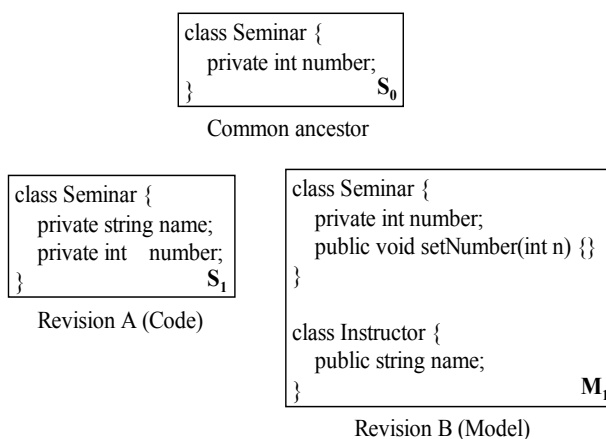 class Seminar {
private int number;
} S₀
Common ancestor
class Seminar {
private string name;
private int number;
} S₁
Revision A (Code)
class Seminar {
private int number;
public void setNumber(int n) {}
}
class Instructor {
public string name;
} M₁
Revision B (Model)